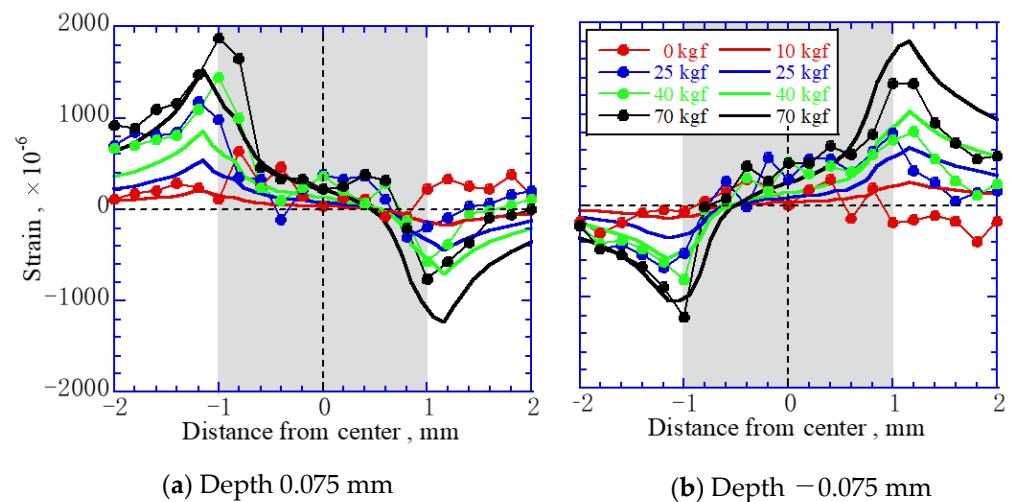 2000
1000
0
−1000
−2000
Strain , ×10⁻⁶
−2 −1 0 1 2
Distance from center , mm
(a) Depth 0.075 mm
0 kgf 10 kgf
25 kgf 25 kgf
40 kgf 40 kgf
70 kgf 70 kgf
-2 −1 0 1 2
Distance from center , mm
(b) Depth −0.075 mm